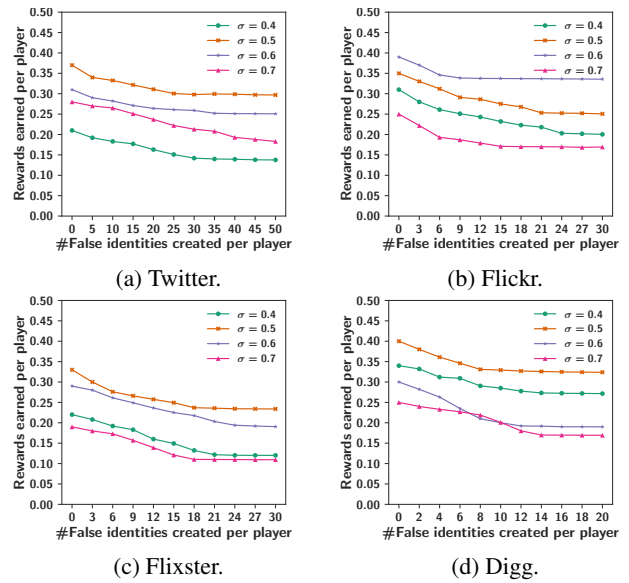 0.50
0.45
0.40
0.35
0.30
0.25
0.20
0.15
0.10
0.05
0.00
Rewards earned per player
σ = 0.4
σ = 0.5
σ = 0.6
σ = 0.7
0 5 10 15 20 25 30 35 40 45 50
#False identities created per player
(a) Twitter.
0.50
0.45
0.40
0.35
0.30
0.25
0.20
0.15
0.10
0.05
0.00
Rewards earned per player
σ = 0.4
σ = 0.5
σ = 0.6
σ = 0.7
0 3 6 9 12 15 18 21 24 27 30
#False identities created per player
(b) Flickr.
0.50
0.45
0.40
0.35
0.30
0.25
0.20
0.15
0.10
0.05
0.00
Rewards earned per player
σ = 0.4
σ = 0.5
σ = 0.6
σ = 0.7
0 3 6 9 12 15 18 21 24 27 30
#False identities created per player
(c) Flixster.
0.50
0.45
0.40
0.35
0.30
0.25
0.20
0.15
0.10
0.05
0.00
Rewards earned per player
σ = 0.4
σ = 0.5
σ = 0.6
σ = 0.7
0 2 4 6 8 10 12 14 16 18 20
#False identities created per player
(d) Digg.